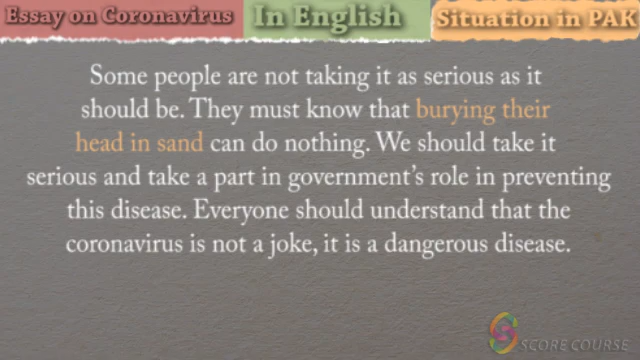 Essay on Coronavirus
In English
Situation in PAK
Some people are not taking it as serious as it
should be. They must know that burying their
head in sand can do nothing. We should take it
serious and take a part in government's role in preventing
this disease. Everyone should understand that the
coronavirus is not a joke, it is a dangerous disease.
SCORE COURSE